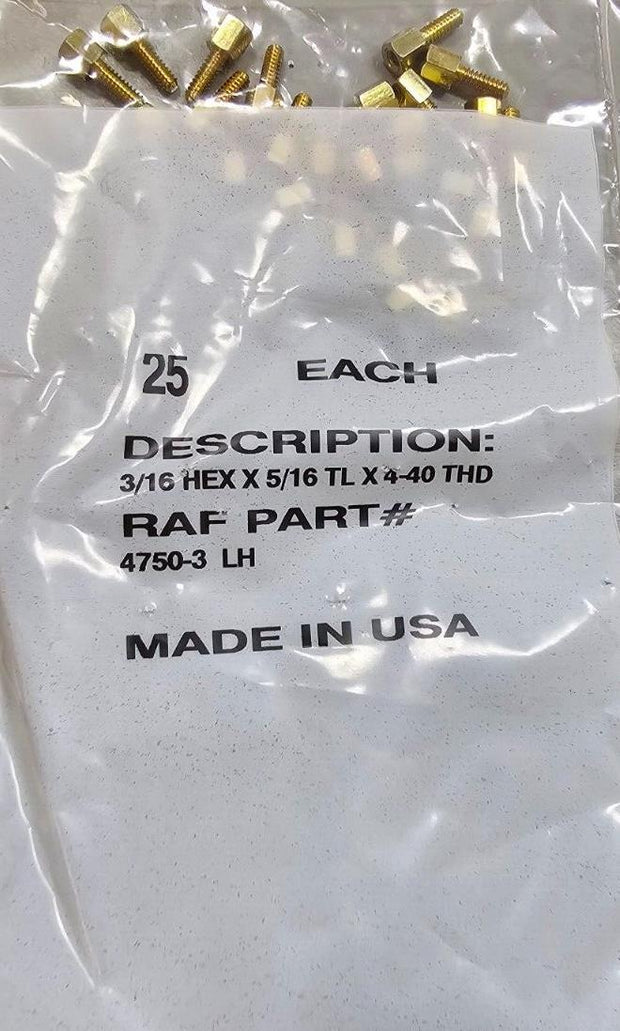 25 EACH
DESCRIPTION:
3/16 HEX X 5/16 TL X 4-40 THD
RAF PART#
4750-3 LH
MADE IN USA